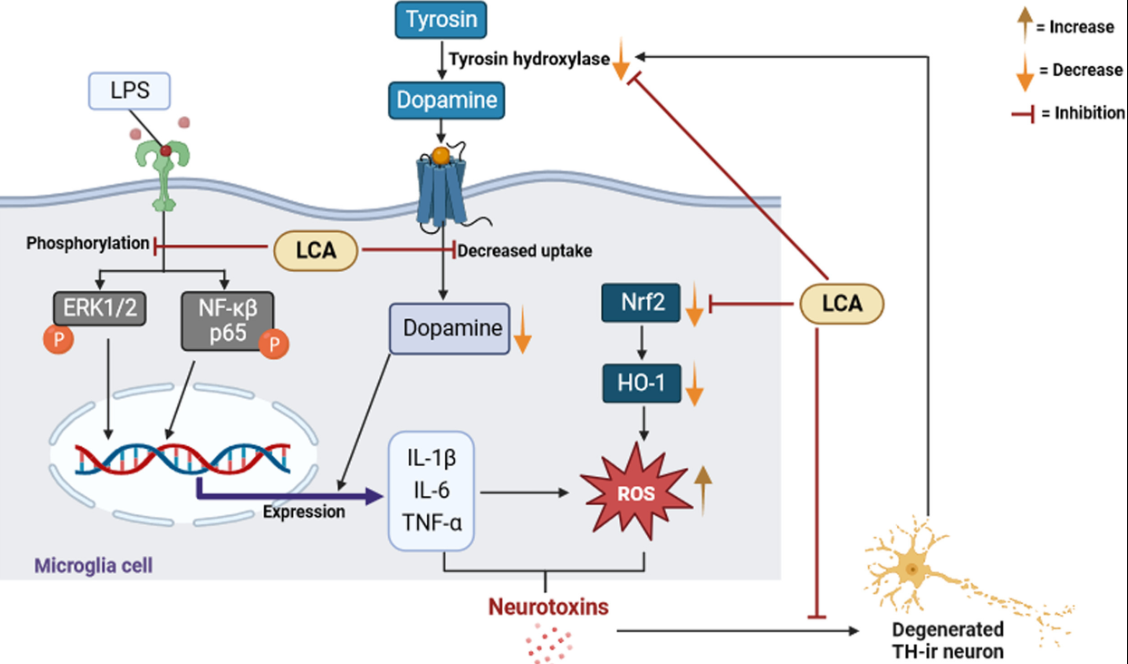 Tyrosin
= Increase
Tyrosin hydroxylase
= Decrease
LPS
Dopamine
= Inhibition
Phosphorylation
LCA
Decreased uptake
ERK1/2
P
NF-κβ
p65
P
Dopamine
Nrf2
LCA
HO-1
IL-1β
IL-6
TNF-α
ROS
Expression
Microglia cell
Neurotoxins
Degenerated
TH-ir neuron